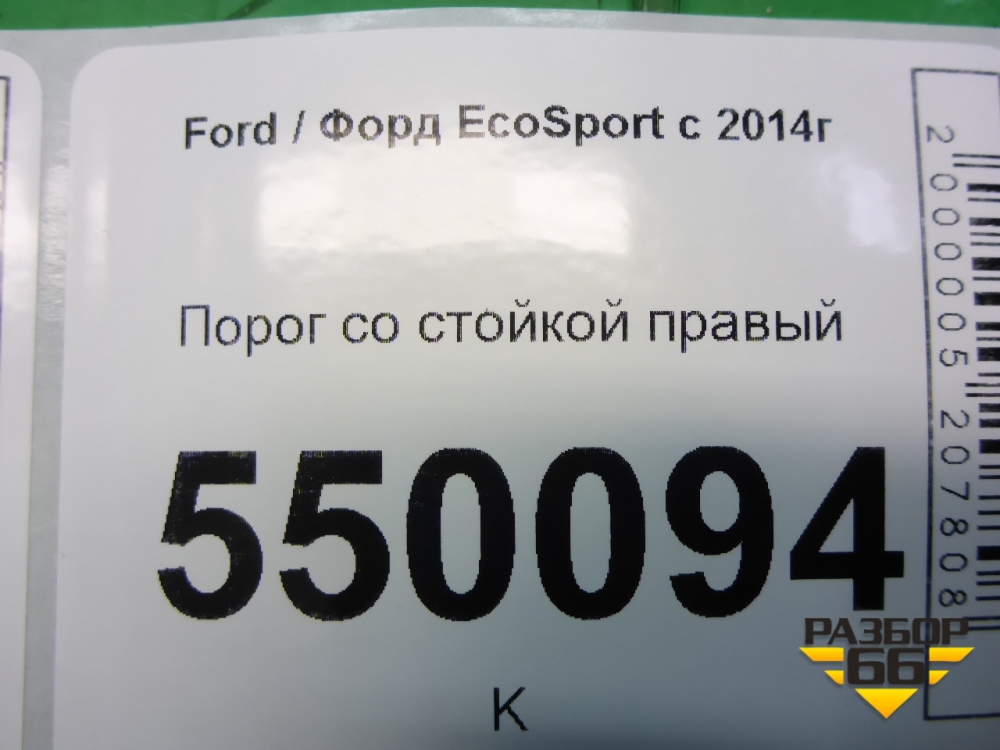 Ford / Форд EcoSport с 2014г
Порог со стойкой правый
550094
К
2000005207808
РАЗБОР
66